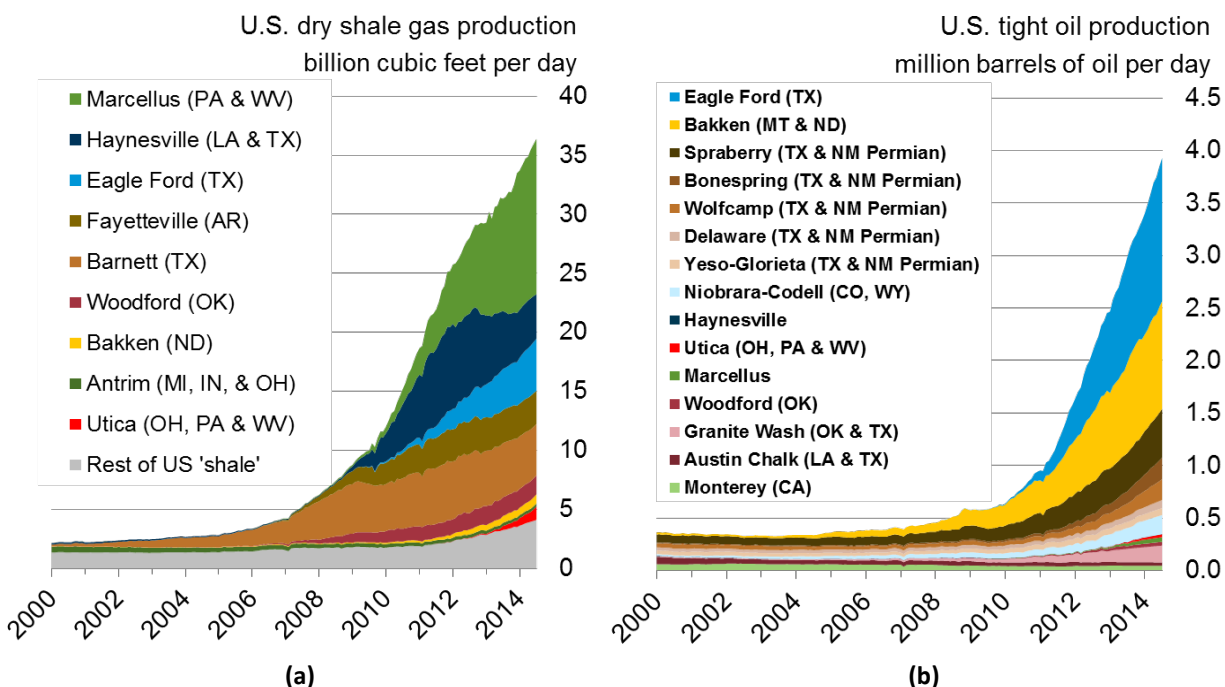 U.S. dry shale gas production
billion cubic feet per day
Marcellus (PA & WV)
Haynesville (LA & TX)
Eagle Ford (TX)
Fayetteville (AR)
Barnett (TX)
Woodford (OK)
Bakken (ND)
Antrim (MI, IN, & OH)
Utica (OH, PA & WV)
Rest of US 'shale'
40
35
30
25
20
15
10
5
0
2000
2002
2004
2006
2008
2010
2012
2014
(a)
U.S. tight oil production
million barrels of oil per day
Eagle Ford (TX)
Bakken (MT & ND)
Spraberry (TX & NM Permian)
Bonespring (TX & NM Permian)
Wolfcamp (TX & NM Permian)
Delaware (TX & NM Permian)
Yeso-Glorieta (TX & NM Permian)
Niobrara-Codell (CO, WY)
Haynesville
Utica (OH, PA & WV)
Marcellus
Woodford (OK)
Granite Wash (OK & TX)
Austin Chalk (LA & TX)
Monterey (CA)
4.5
4.0
3.5
3.0
2.5
2.0
1.5
1.0
0.5
0.0
2000
2002
2004
2006
2008
2010
2012
2014
(b)